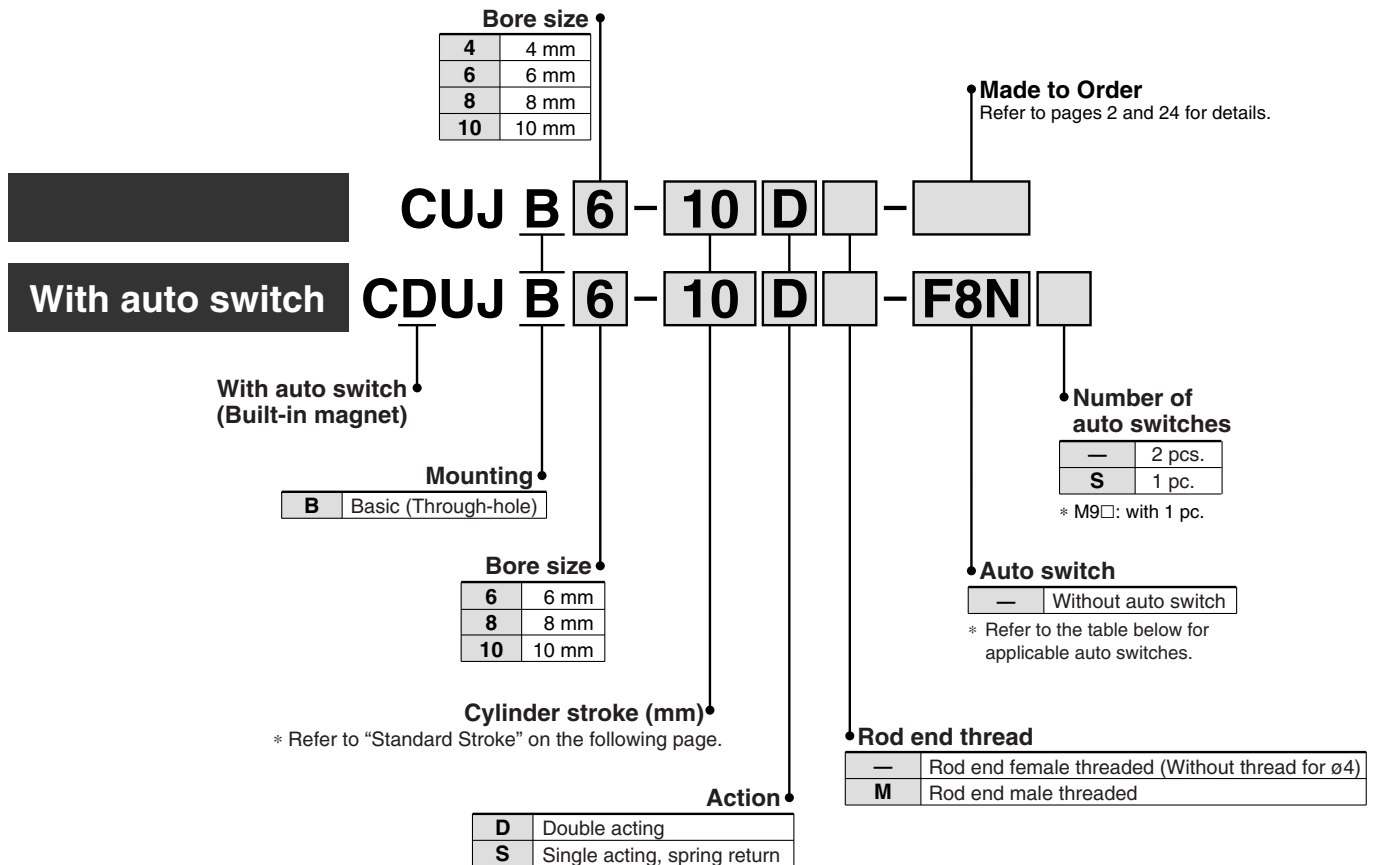 Bore size
4 4 mm
6 6 mm
8 8 mm
10 10 mm
Made to Order
Refer to pages 2 and 24 for details.
CUJ B 6 – 10 D –
With auto switch CDUJ B 6 – 10 D – F8N
With auto switch
(Built-in magnet)
Number of
auto switches
— 2 pcs.
S 1 pc.
* M9□: with 1 pc.
Mounting
B Basic (Through-hole)
Bore size
6 6 mm
8 8 mm
10 10 mm
Auto switch
— Without auto switch
* Refer to the table below for
applicable auto switches.
Cylinder stroke (mm)
* Refer to “Standard Stroke” on the following page.
Rod end thread
— Rod end female threaded (Without thread for ø4)
M Rod end male threaded
Action
D Double acting
S Single acting, spring return